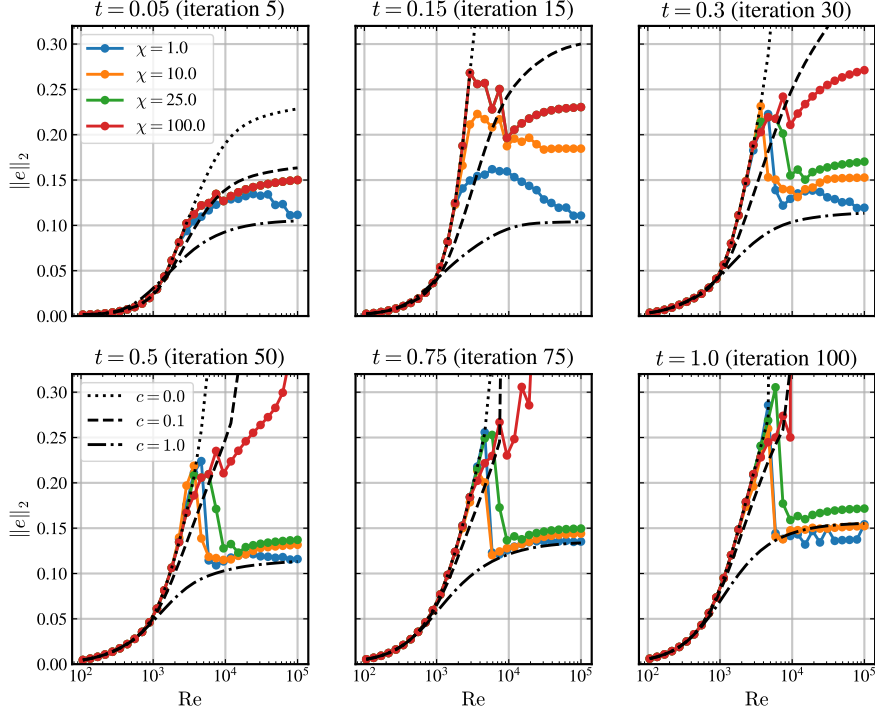 t = 0.05 (iteration 5)
t = 0.15 (iteration 15)
t = 0.3 (iteration 30)
0.30
0.25
0.20
0.15
0.10
0.05
0.00
‖e‖₂
χ = 1.0
χ = 10.0
χ = 25.0
χ = 100.0
t = 0.5 (iteration 50)
t = 0.75 (iteration 75)
t = 1.0 (iteration 100)
0.30
0.25
0.20
0.15
0.10
0.05
0.00
‖e‖₂
c = 0.0
c = 0.1
c = 1.0
10² 10³ 10⁴ 10⁵
10² 10³ 10⁴ 10⁵
10² 10³ 10⁴ 10⁵
Re
Re
Re